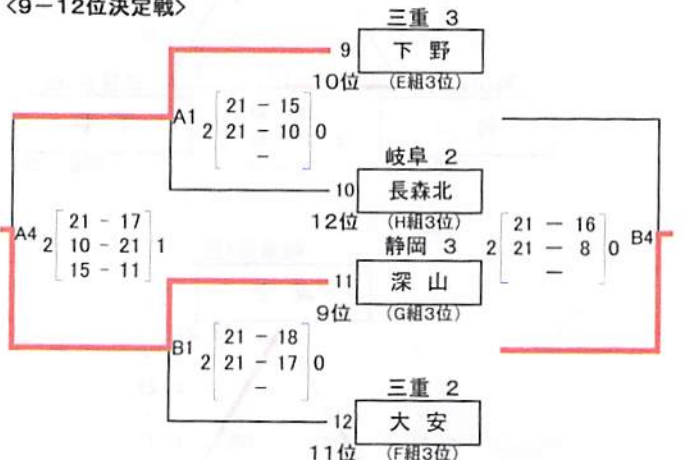 <9－12位決定戦>
三重 3
9 下野
10位 (E組3位)
A1
2 21 - 15 0
21 - 10
-
岐阜 2
10 長森北
12位 (H組3位)
A4
2 21 - 17 1
10 - 21
15 - 11
静岡 3
11 深山
9位 (G組3位)
B1
2 21 - 18 0
21 - 17
-
三重 2
12 大安
11位 (F組3位)
B4
2 21 - 16 0
21 - 8
-